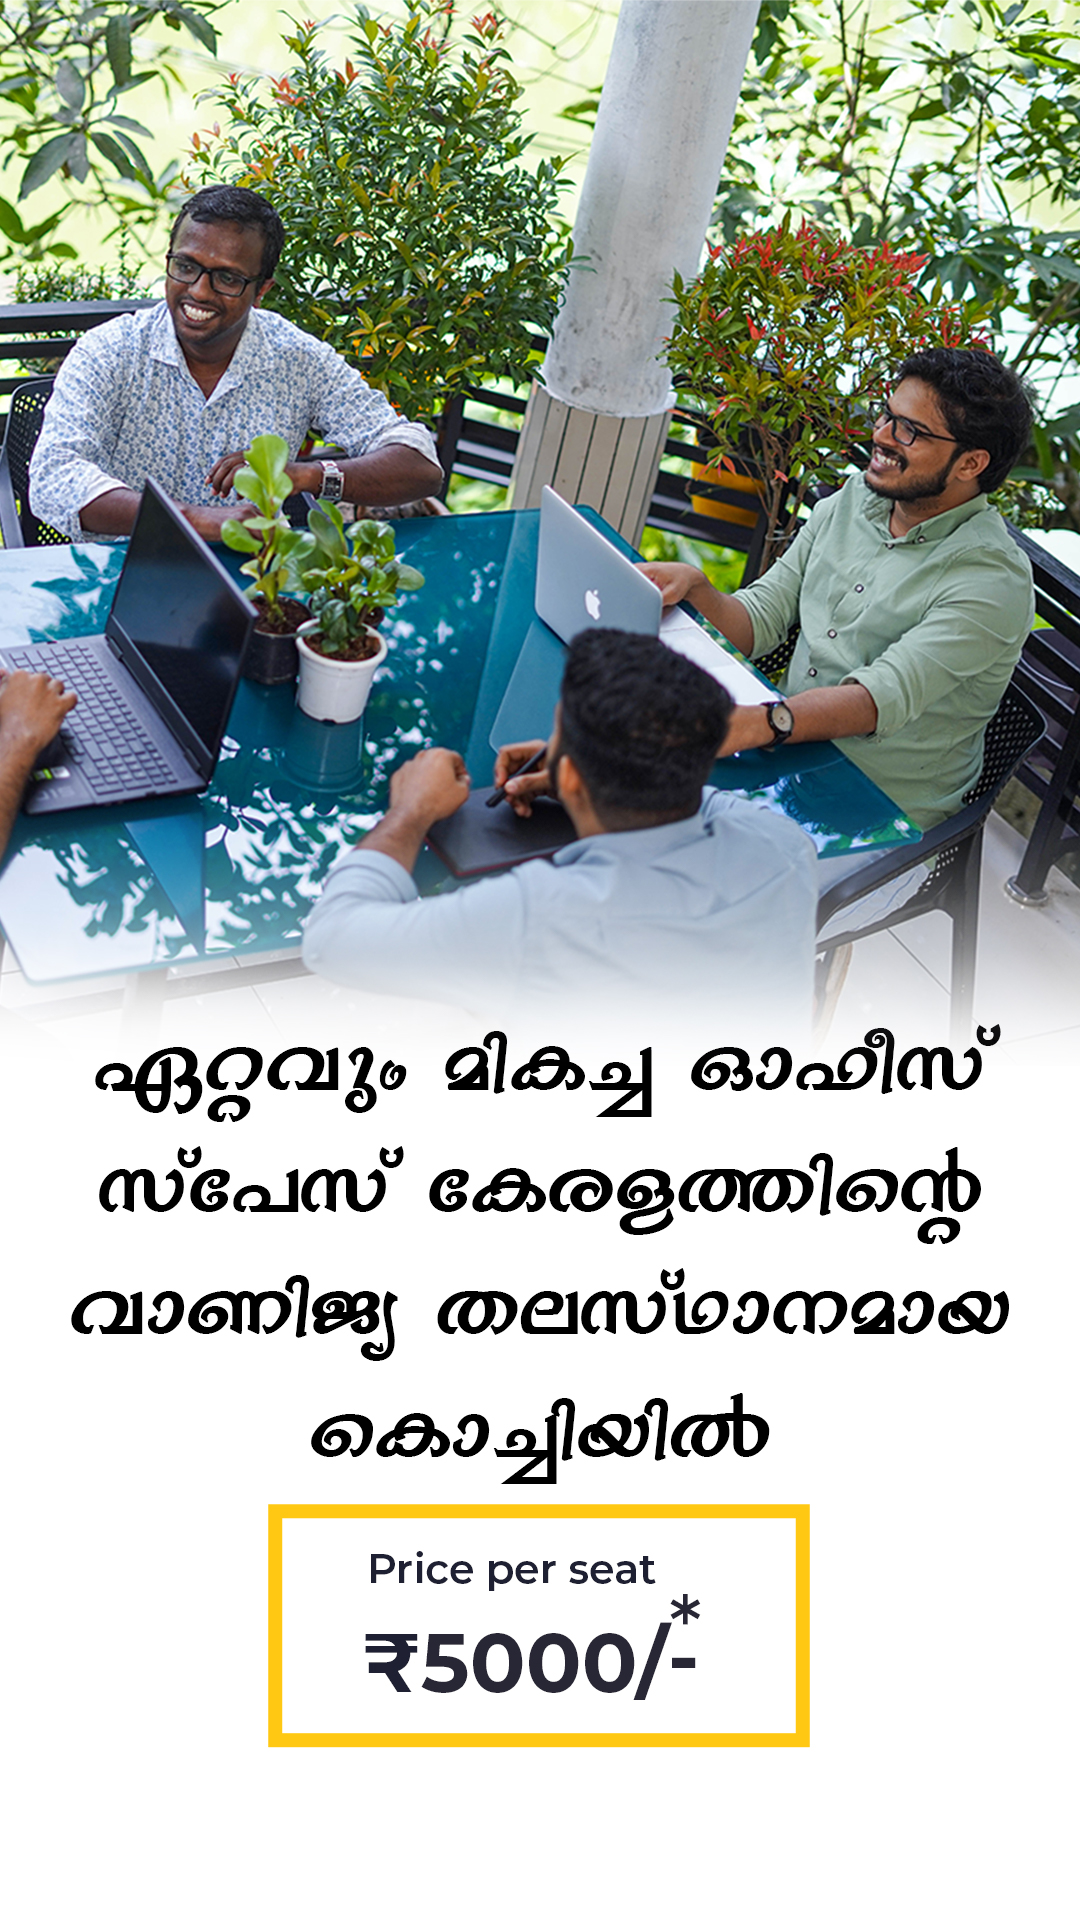 ഏറ്റവും മികച്ച ഓഫീസ്
സ്പേസ് കേരളത്തിന്റെ
വാണിജ്യ തലസ്ഥാനമായ
കൊച്ചിയിൽ
Price per seat
₹5000/-*